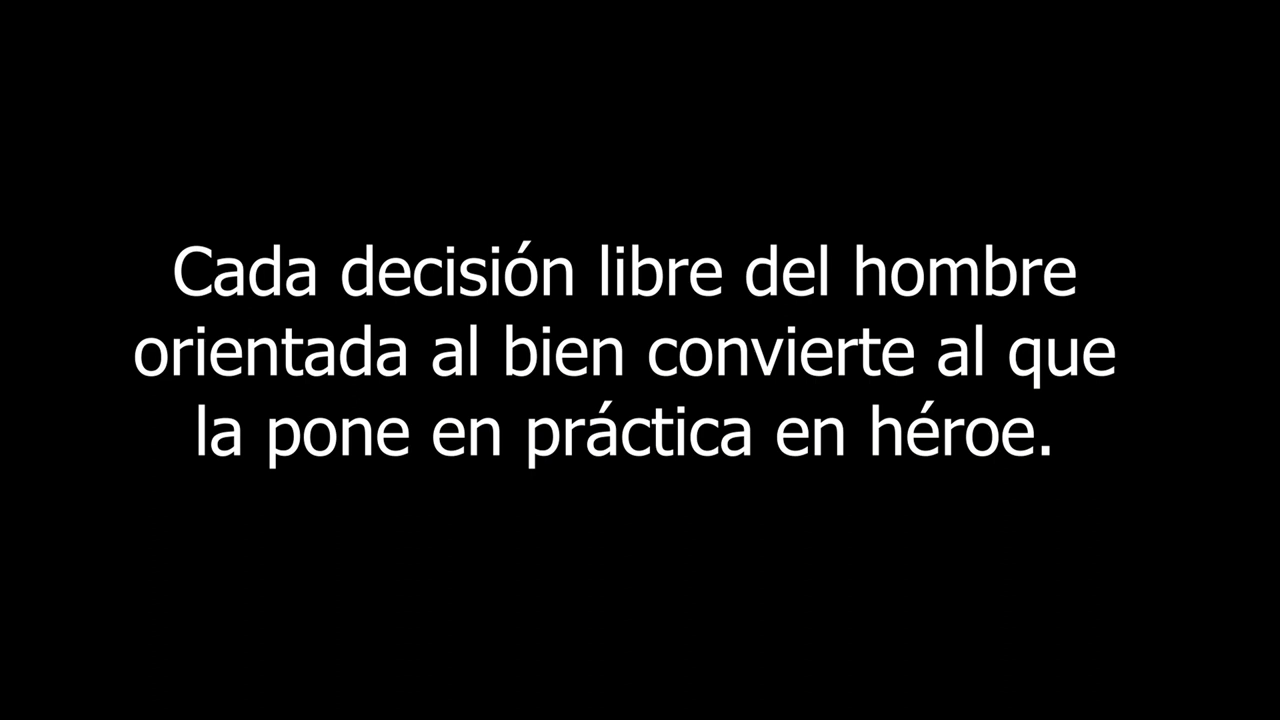 Cada decisión libre del hombre
orientada al bien convierte al que
la pone en práctica en héroe.